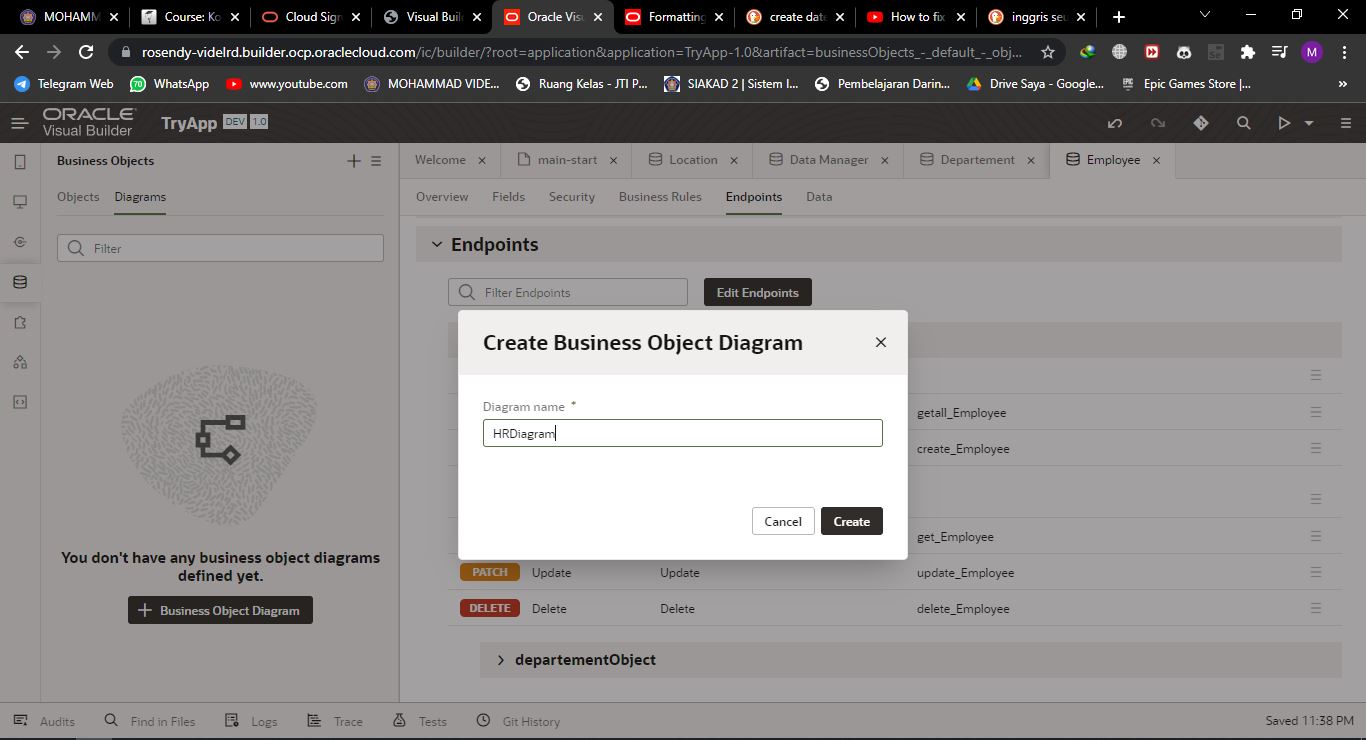 MOHAMM
Course: Ko
Cloud Sign
Visual Buil
Oracle Visu
Formatting
create date
How to fix
inggris seu
rosendy-videlrd.builder.ocp.oraclecloud.com/ic/builder/?root=application&application=TryApp-1.0&artifact=businessObjects_-_default_-_obj...
M
Telegram Web
70
WhatsApp
www.youtube.com
MOHAMMAD VIDE...
Ruang Kelas - JTI P...
SIAKAD 2 | Sistem I...
Pembelajaran Darin...
Drive Saya - Google...
Epic Games Store |...
ORACLE
Visual Builder
TryApp DEV 1.0
Business Objects
Welcome
main-start
Location
Data Manager
Departement
Employee
Objects
Diagrams
Overview
Fields
Security
Business Rules
Endpoints
Data
Filter
Endpoints
Filter Endpoints
Edit Endpoints
Create Business Object Diagram
Diagram name *
HRDiagram
Cancel
Create
getall_Employee
create_Employee
get_Employee
PATCH Update Update update_Employee
DELETE Delete Delete delete_Employee
departementObject
You don't have any business object diagrams
defined yet.
+ Business Object Diagram
Audits
Find in Files
Logs
Trace
Tests
Git History
Saved 11:38 PM